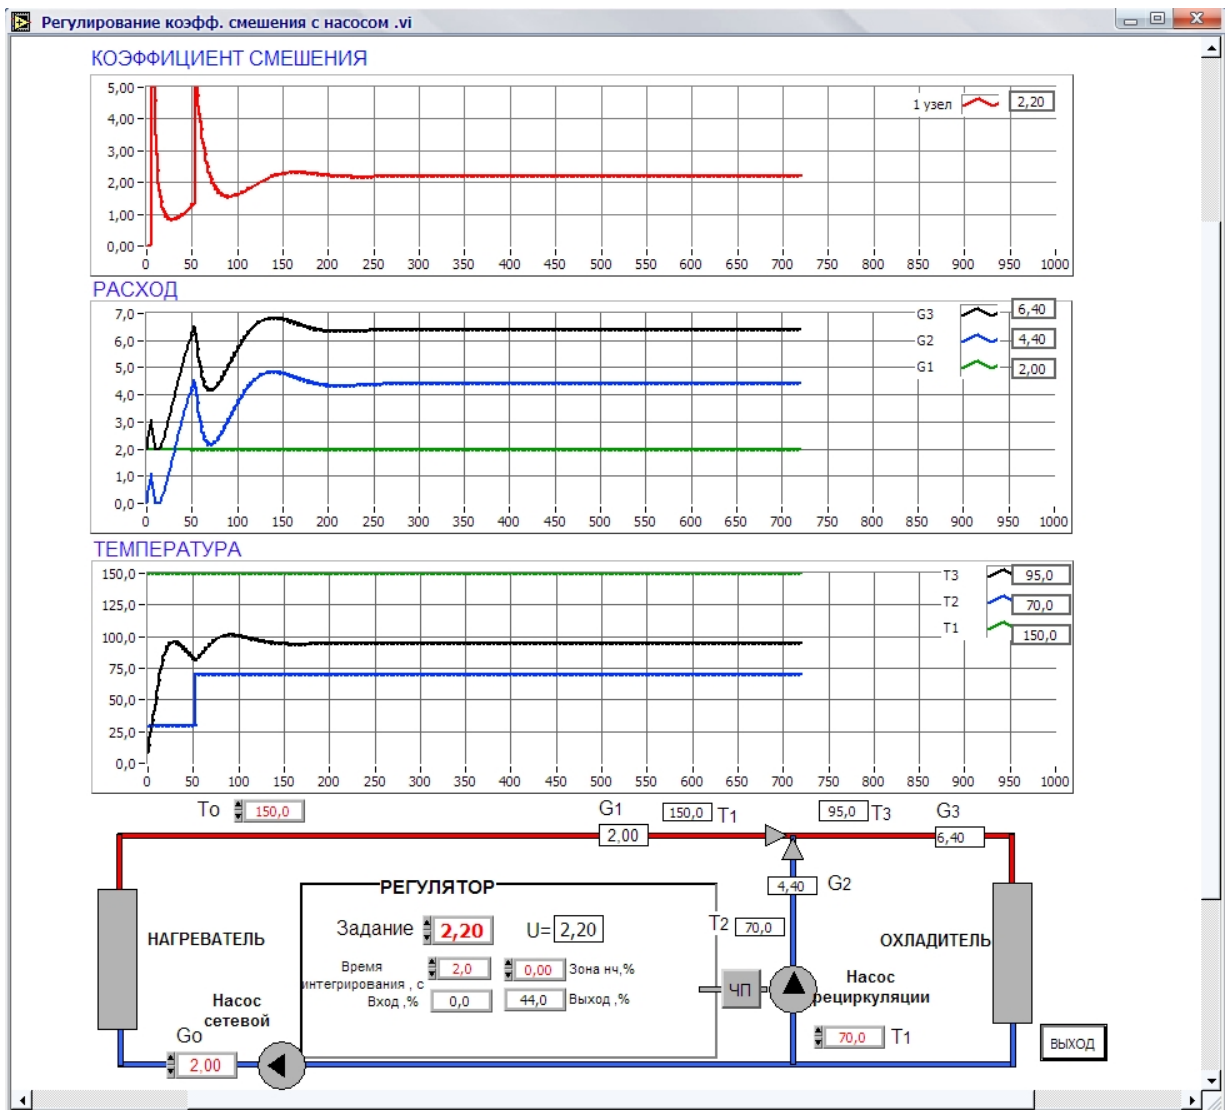 Регулирование коэфф. смешения с насосом .vi
КОЭФФИЦИЕНТ СМЕШЕНИЯ
5,00
4,00
3,00
2,00
1,00
0,00
0 50 100 150 200 250 300 350 400 450 500 550 600 650 700 750 800 850 900 950 1000
1 узел 2,20
РАСХОД
7,0
6,0
5,0
4,0
3,0
2,0
1,0
0,0
0 50 100 150 200 250 300 350 400 450 500 550 600 650 700 750 800 850 900 950 1000
G3 6,40
G2 4,40
G1 2,00
ТЕМПЕРАТУРА
150,0
125,0
100,0
75,0
50,0
25,0
0,0
0 50 100 150 200 250 300 350 400 450 500 550 600 650 700 750 800 850 900 950 1000
T3 95,0
T2 70,0
T1 150,0
To 150,0
G1
2,00
150,0 T1
95,0 T3
G3
6,40
РЕГУЛЯТОР
4,40 G2
Задание 2,20 U= 2,20
T2 70,0
НАГРЕВАТЕЛЬ
ОХЛАДИТЕЛЬ
Время
интегрирования , с
2,0
0,00 Зона нч,%
Вход ,% 0,0
44,0 Выход ,%
ЧП
Насос
рециркуляции
Насос
сетевой
Go
2,00
70,0 T1
ВЫХОД